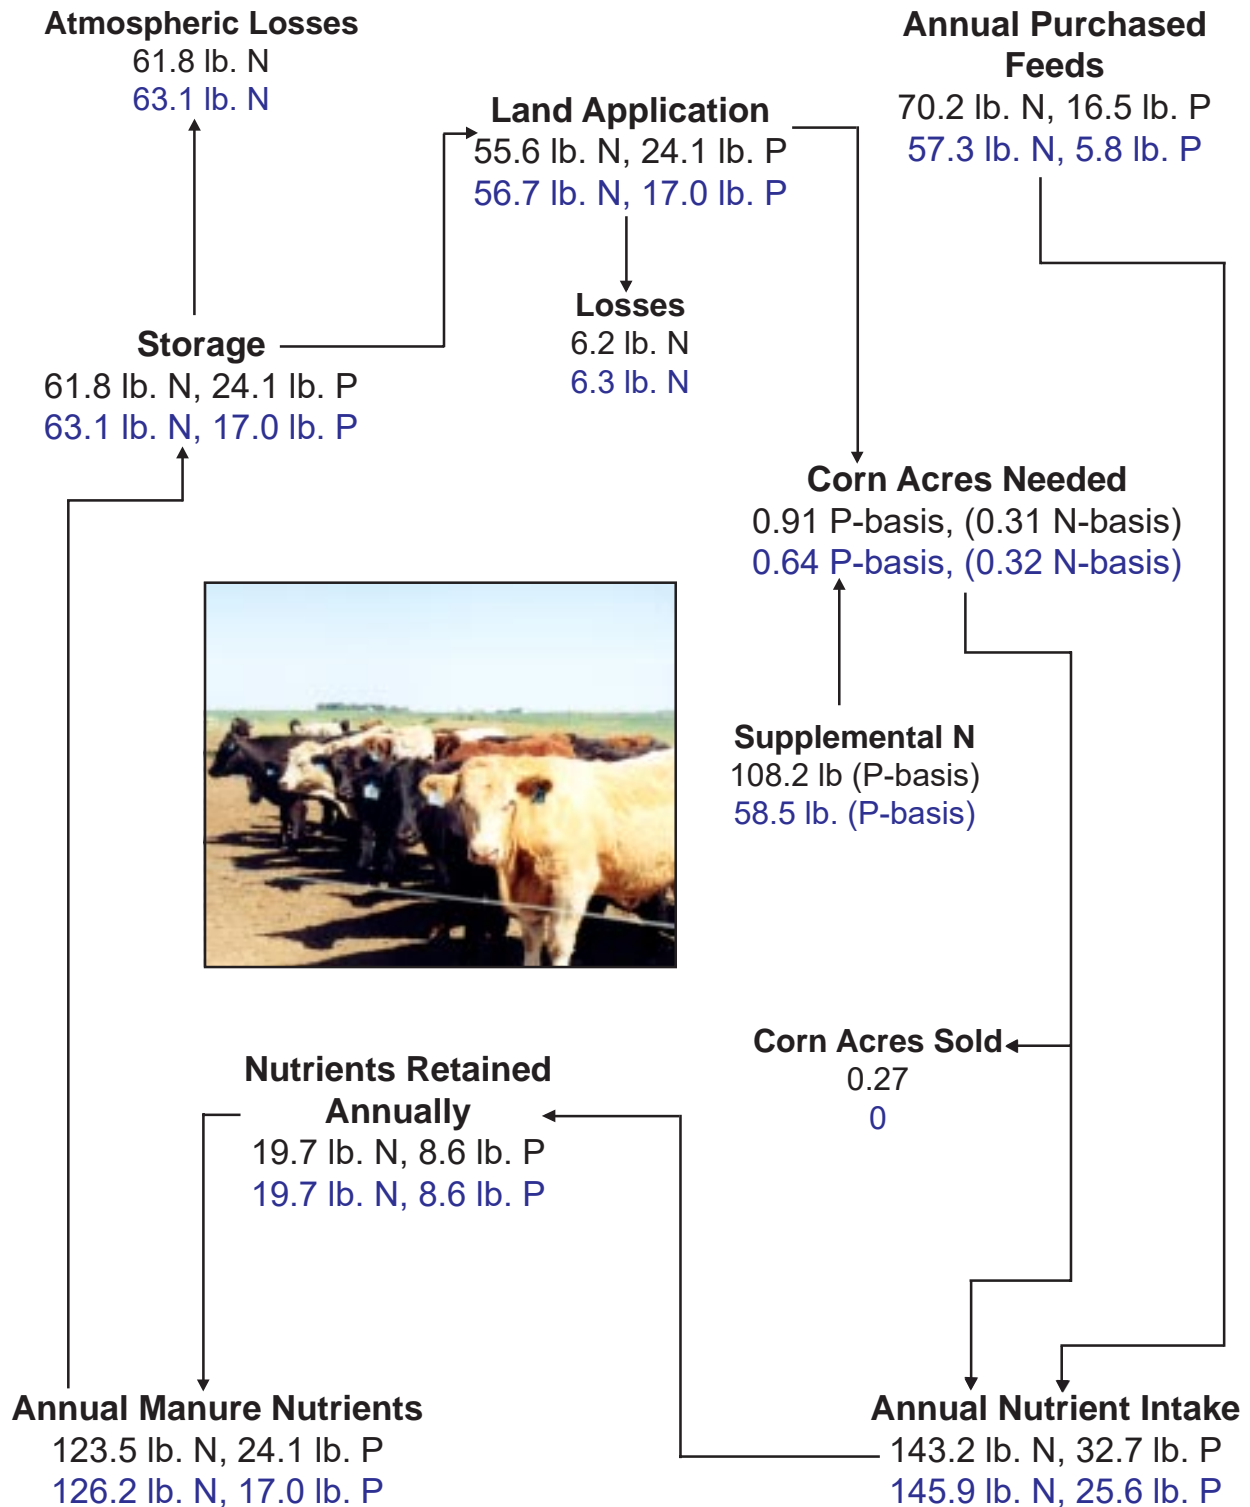 Atmospheric Losses
61.8 lb. N
63.1 lb. N
Annual Purchased
Feeds
70.2 lb. N, 16.5 lb. P
57.3 lb. N, 5.8 lb. P
Land Application
55.6 lb. N, 24.1 lb. P
56.7 lb. N, 17.0 lb. P
Losses
6.2 lb. N
6.3 lb. N
Storage
61.8 lb. N, 24.1 lb. P
63.1 lb. N, 17.0 lb. P
Corn Acres Needed
0.91 P-basis, (0.31 N-basis)
0.64 P-basis, (0.32 N-basis)
Supplemental N
108.2 lb (P-basis)
58.5 lb. (P-basis)
Corn Acres Sold
0.27
0
Nutrients Retained
Annually
19.7 lb. N, 8.6 lb. P
19.7 lb. N, 8.6 lb. P
Annual Manure Nutrients
123.5 lb. N, 24.1 lb. P
126.2 lb. N, 17.0 lb. P
Annual Nutrient Intake
143.2 lb. N, 32.7 lb. P
145.9 lb. N, 25.6 lb. P